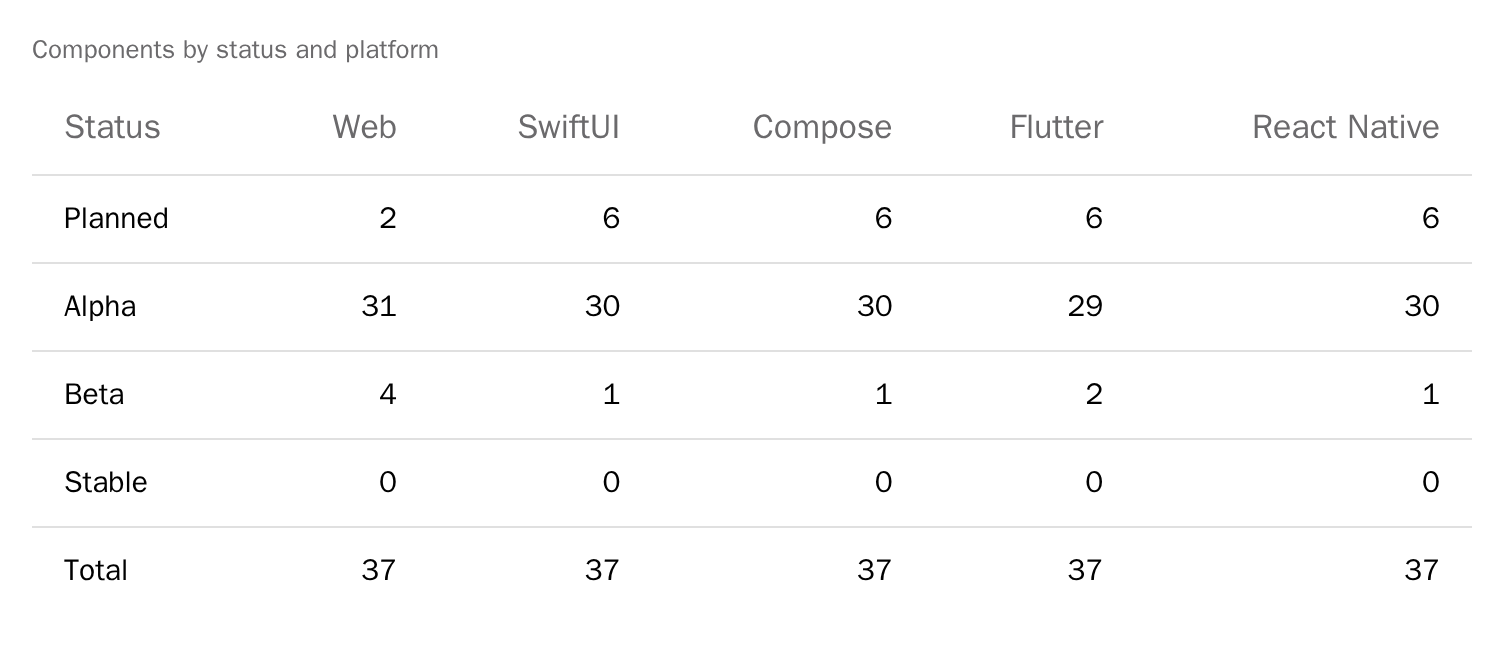 Components by status and platform
Status Web SwiftUI Compose Flutter React Native
Planned 2 6 6 6 6
Alpha 31 30 30 29 30
Beta 4 1 1 2 1
Stable 0 0 0 0 0
Total 37 37 37 37 37